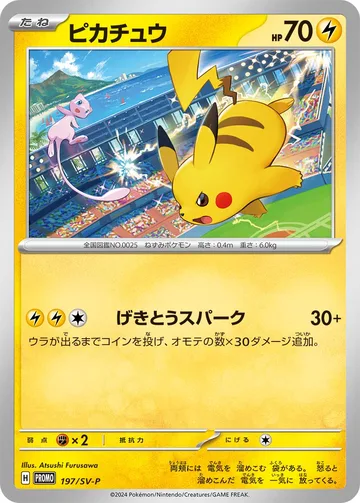 たね ピカチュウ HP70
全国図鑑NO.0025 ねずみポケモン 高さ：0.4m 重さ：6.0kg
げきとうスパーク 30+
ウラが出るまでコインを投げ、オモテの数×30ダメージ追加。
弱点 ×2 抵抗力 にげる
Illus. Atsushi Furusawa
H PROMO 197/SV-P
両頬には 電気を 溜めこむ 袋がある。 怒ると
溜めこんだ 電気を 一気に 放ってくる。
©2024 Pokémon/Nintendo/Creatures/GAME FREAK.